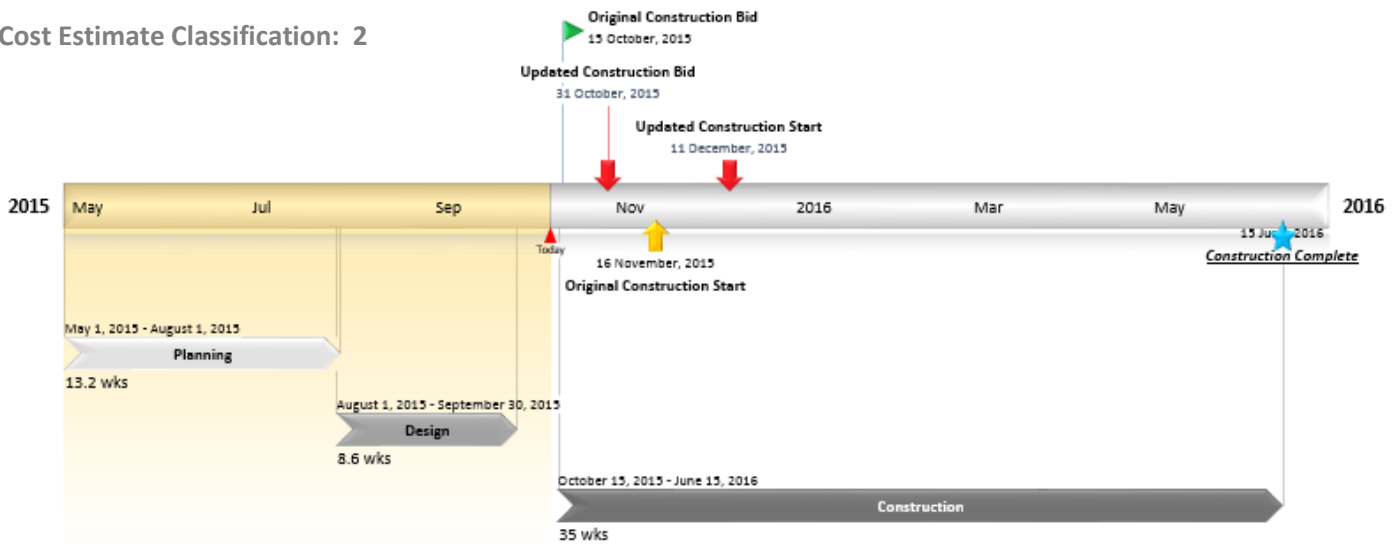 Cost Estimate Classification: 2
Original Construction Bid
15 October, 2015
Updated Construction Bid
31 October, 2015
Updated Construction Start
11 December, 2015
2015
May
Jul
Sep
Nov
2016
Mar
May
2016
Today
16 November, 2015
Original Construction Start
15 2016
Construction Complete
May 1, 2015 - August 1, 2015
Planning
13.2 wks
August 1, 2015 - September 30, 2015
Design
8.6 wks
October 15, 2015 - June 15, 2016
Construction
35 wks